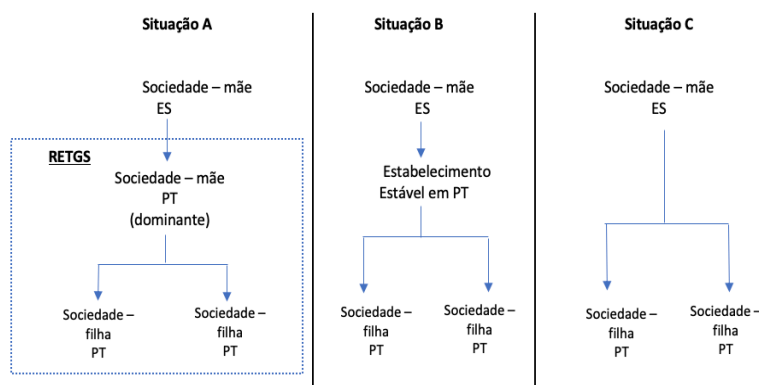 Situação A
Sociedade – mãe
ES
RETGS
Sociedade – mãe
PT
(dominante)
Sociedade –
filha
PT
Sociedade –
filha
PT
Situação B
Sociedade – mãe
ES
Estabelecimento
Estável em PT
Sociedade –
filha
PT
Sociedade –
filha
PT
Situação C
Sociedade – mãe
ES
Sociedade –
filha
PT
Sociedade –
filha
PT